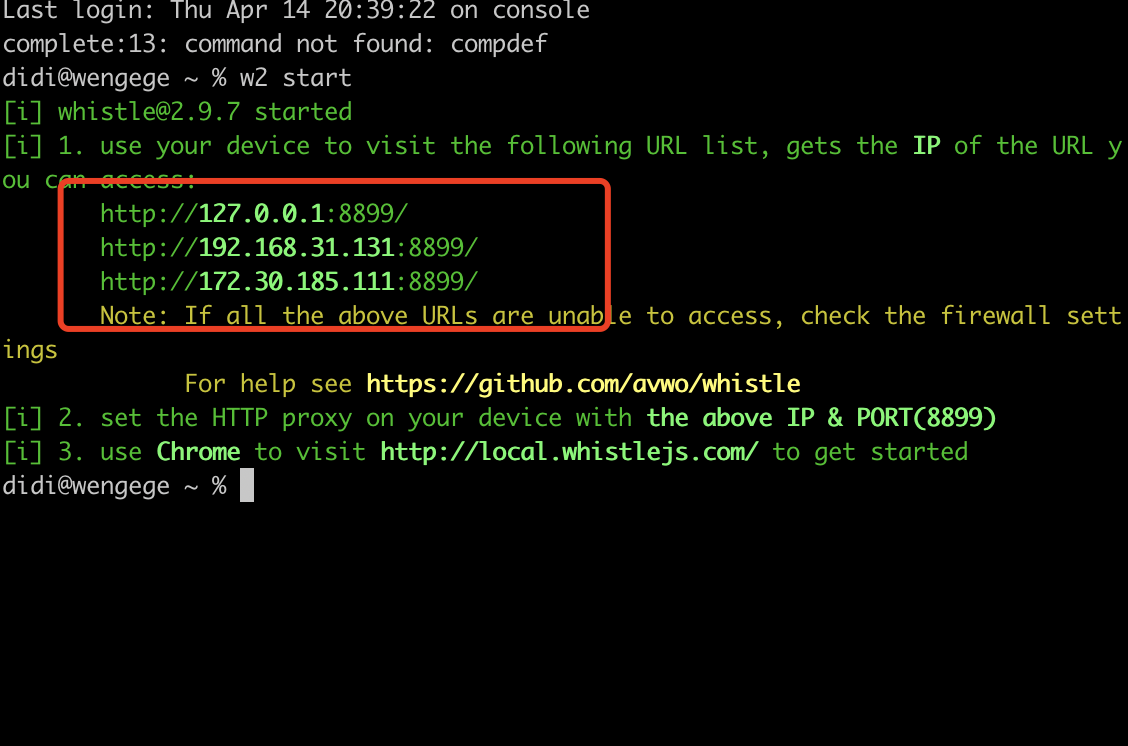 Last login: Thu Apr 14 20:39:22 on console
complete:13: command not found: compdef
didi@wengege ~ % w2 start
[i] whistle@2.9.7 started
[i] 1. use your device to visit the following URL list, gets the IP of the URL y
ou can access:
http://127.0.0.1:8899/
http://192.168.31.131:8899/
http://172.30.185.111:8899/
Note: If all the above URLs are unable to access, check the firewall sett
ings
For help see https://github.com/avwo/whistle
[i] 2. set the HTTP proxy on your device with the above IP & PORT(8899)
[i] 3. use Chrome to visit http://local.whistlejs.com/ to get started
didi@wengege ~ %